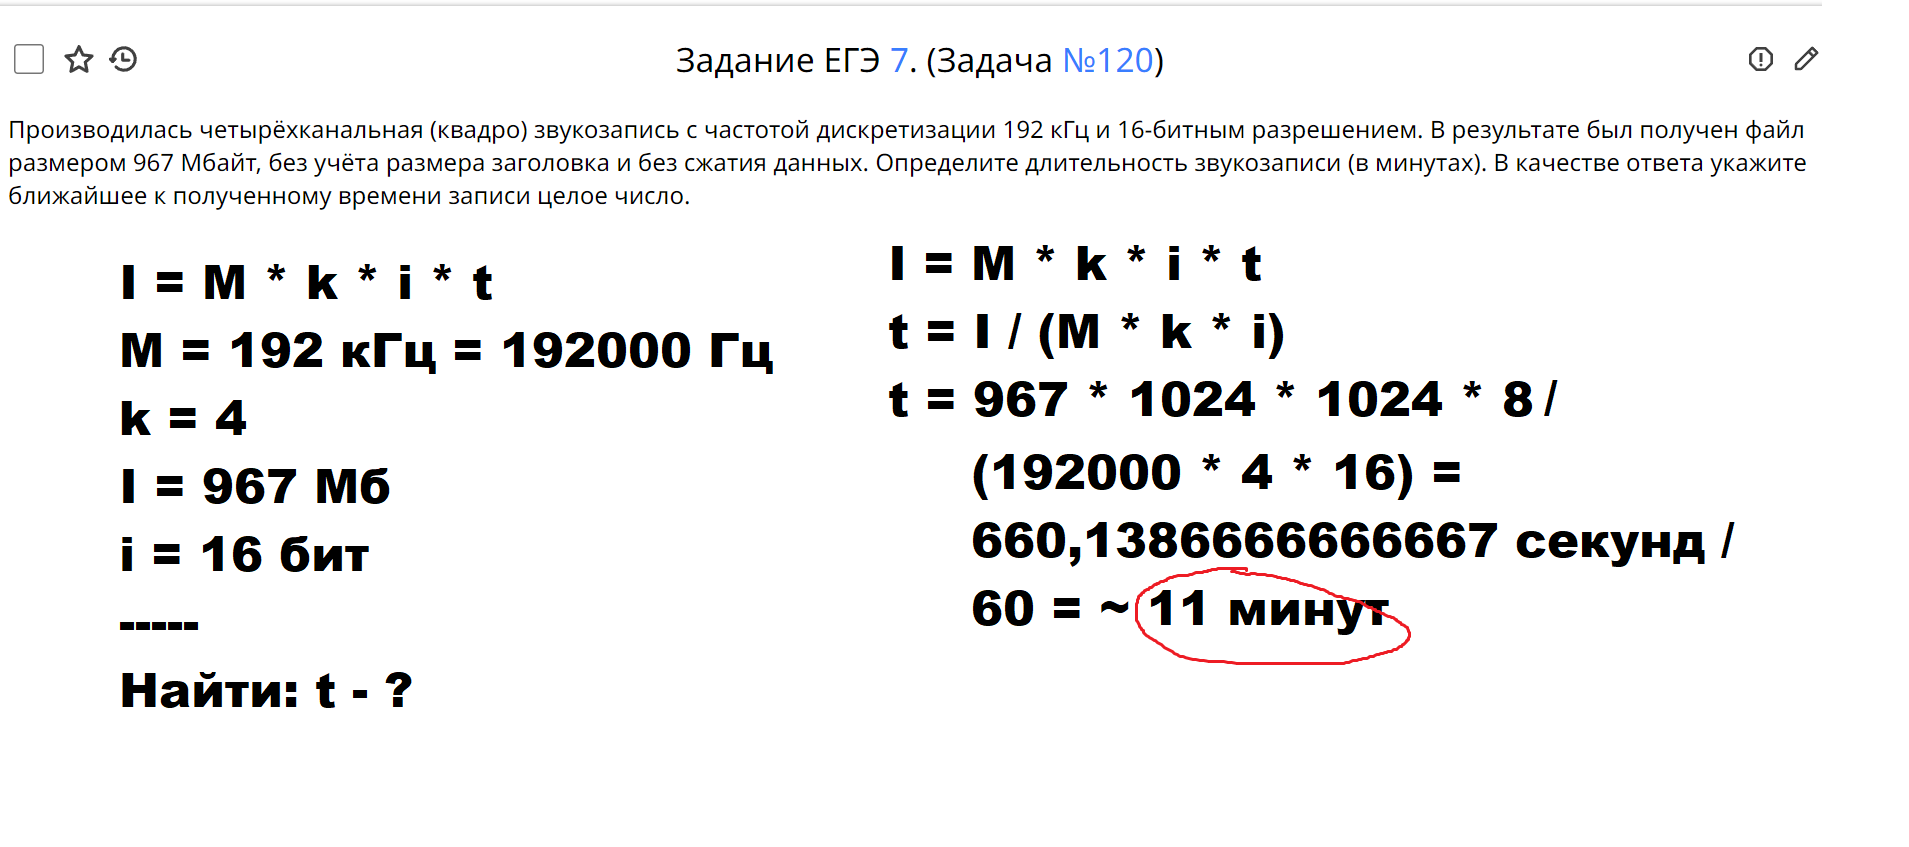 Задание ЕГЭ 7. (Задача №120)
Производилась четырёхканальная (квадро) звукозапись с частотой дискретизации 192 кГц и 16-битным разрешением. В результате был получен файл
размером 967 Мбайт, без учёта размера заголовка и без сжатия данных. Определите длительность звукозаписи (в минутах). В качестве ответа укажите
ближайшее к полученному времени записи целое число.
I = M * k * i * t
M = 192 кГц = 192000 Гц
k = 4
I = 967 Мб
i = 16 бит
-----
Найти: t - ?
I = M * k * i * t
t = I / (M * k * i)
t = 967 * 1024 * 1024 * 8 /
(192000 * 4 * 16) =
660,1386666666667 секунд /
60 = ~ 11 минут